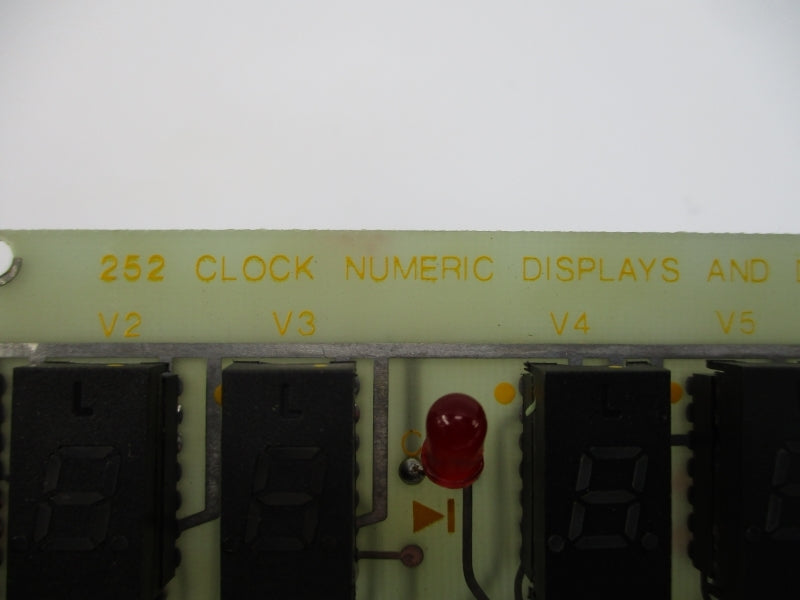 252 CLOCK NUMERIC DISPLAYS AND
V2 V3 V4 V5
L L L
C